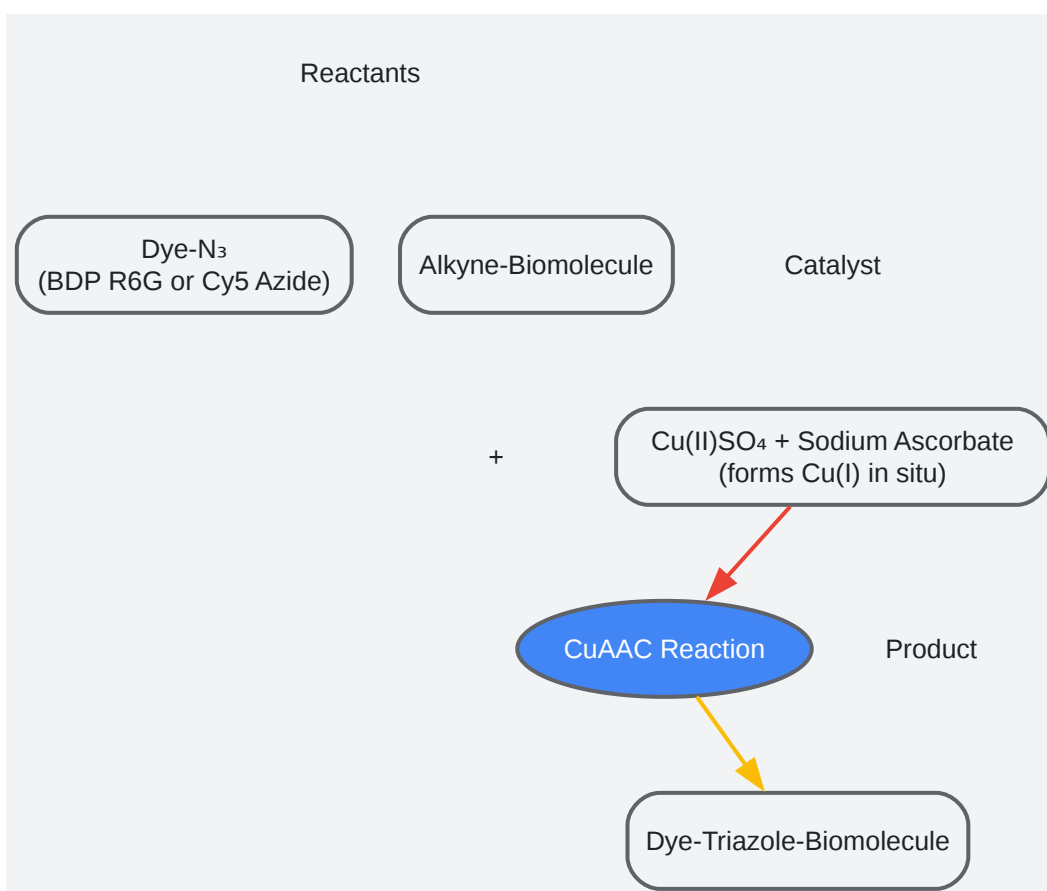 Reactants
Dye-N₃
(BDP R6G or Cy5 Azide)
Alkyne-Biomolecule
Catalyst
+
Cu(II)SO₄ + Sodium Ascorbate
(forms Cu(I) in situ)
CuAAC Reaction
Product
Dye-Triazole-Biomolecule